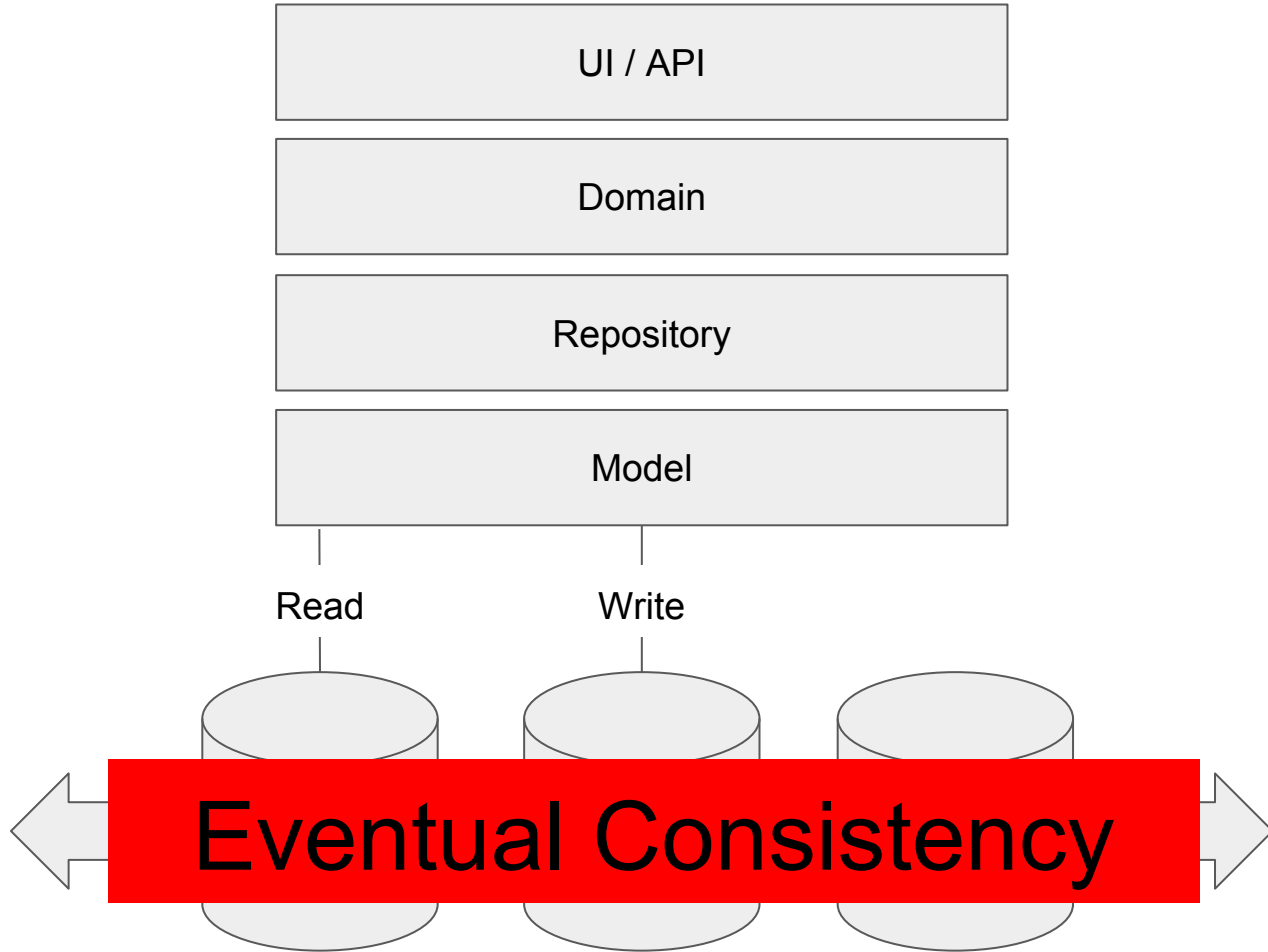 UI / API
Domain
Repository
Model
Read Write
Eventual Consistency